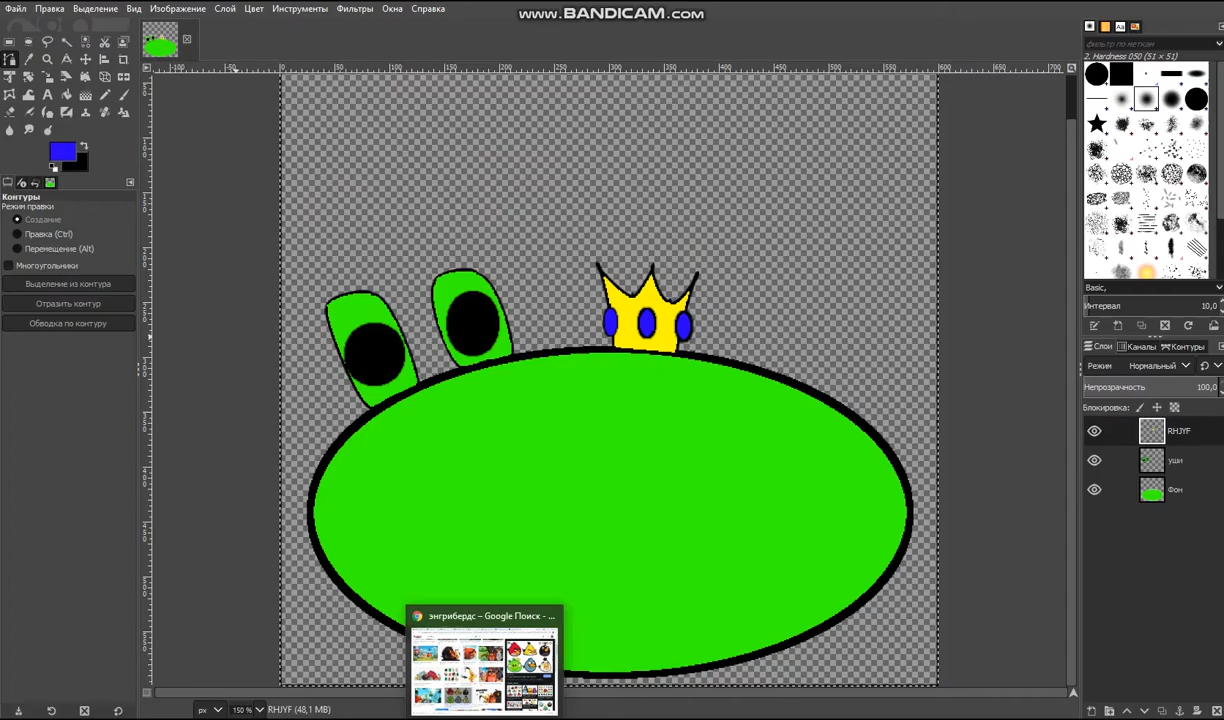 Файл Правка Выделение Вид Изображение Слой Цвет Инструменты Фильтры Окна Справка
www.BANDICAM.com
фильтр по меткам
2. Hardness 050 (51 × 51)
Контуры
Режим правки
Создание
Правка (Ctrl)
Перемещение (Alt)
Многоугольники
Выделение из контура
Отразить контур
Обводка по контуру
Basic,
Интервал 10,0
Слои Каналы Контуры
Режим Нормальный
Непрозрачность 100,0
Блокировка:
RHJYF
уши
Фон
энгрибердс – Google Поиск - ...
px 150 % RHJYF (48,1 MB)